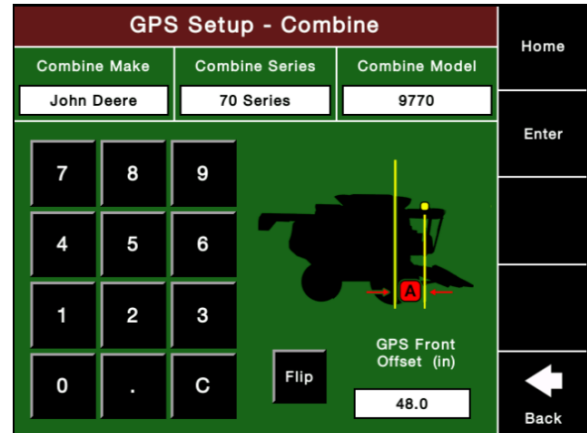 GPS Setup - Combine
Home
Combine Make
Combine Series
Combine Model
John Deere
70 Series
9770
Enter
7 8 9
4 5 6
A
1 2 3
GPS Front
Offset (in)
Flip
0 . C
48.0
Back